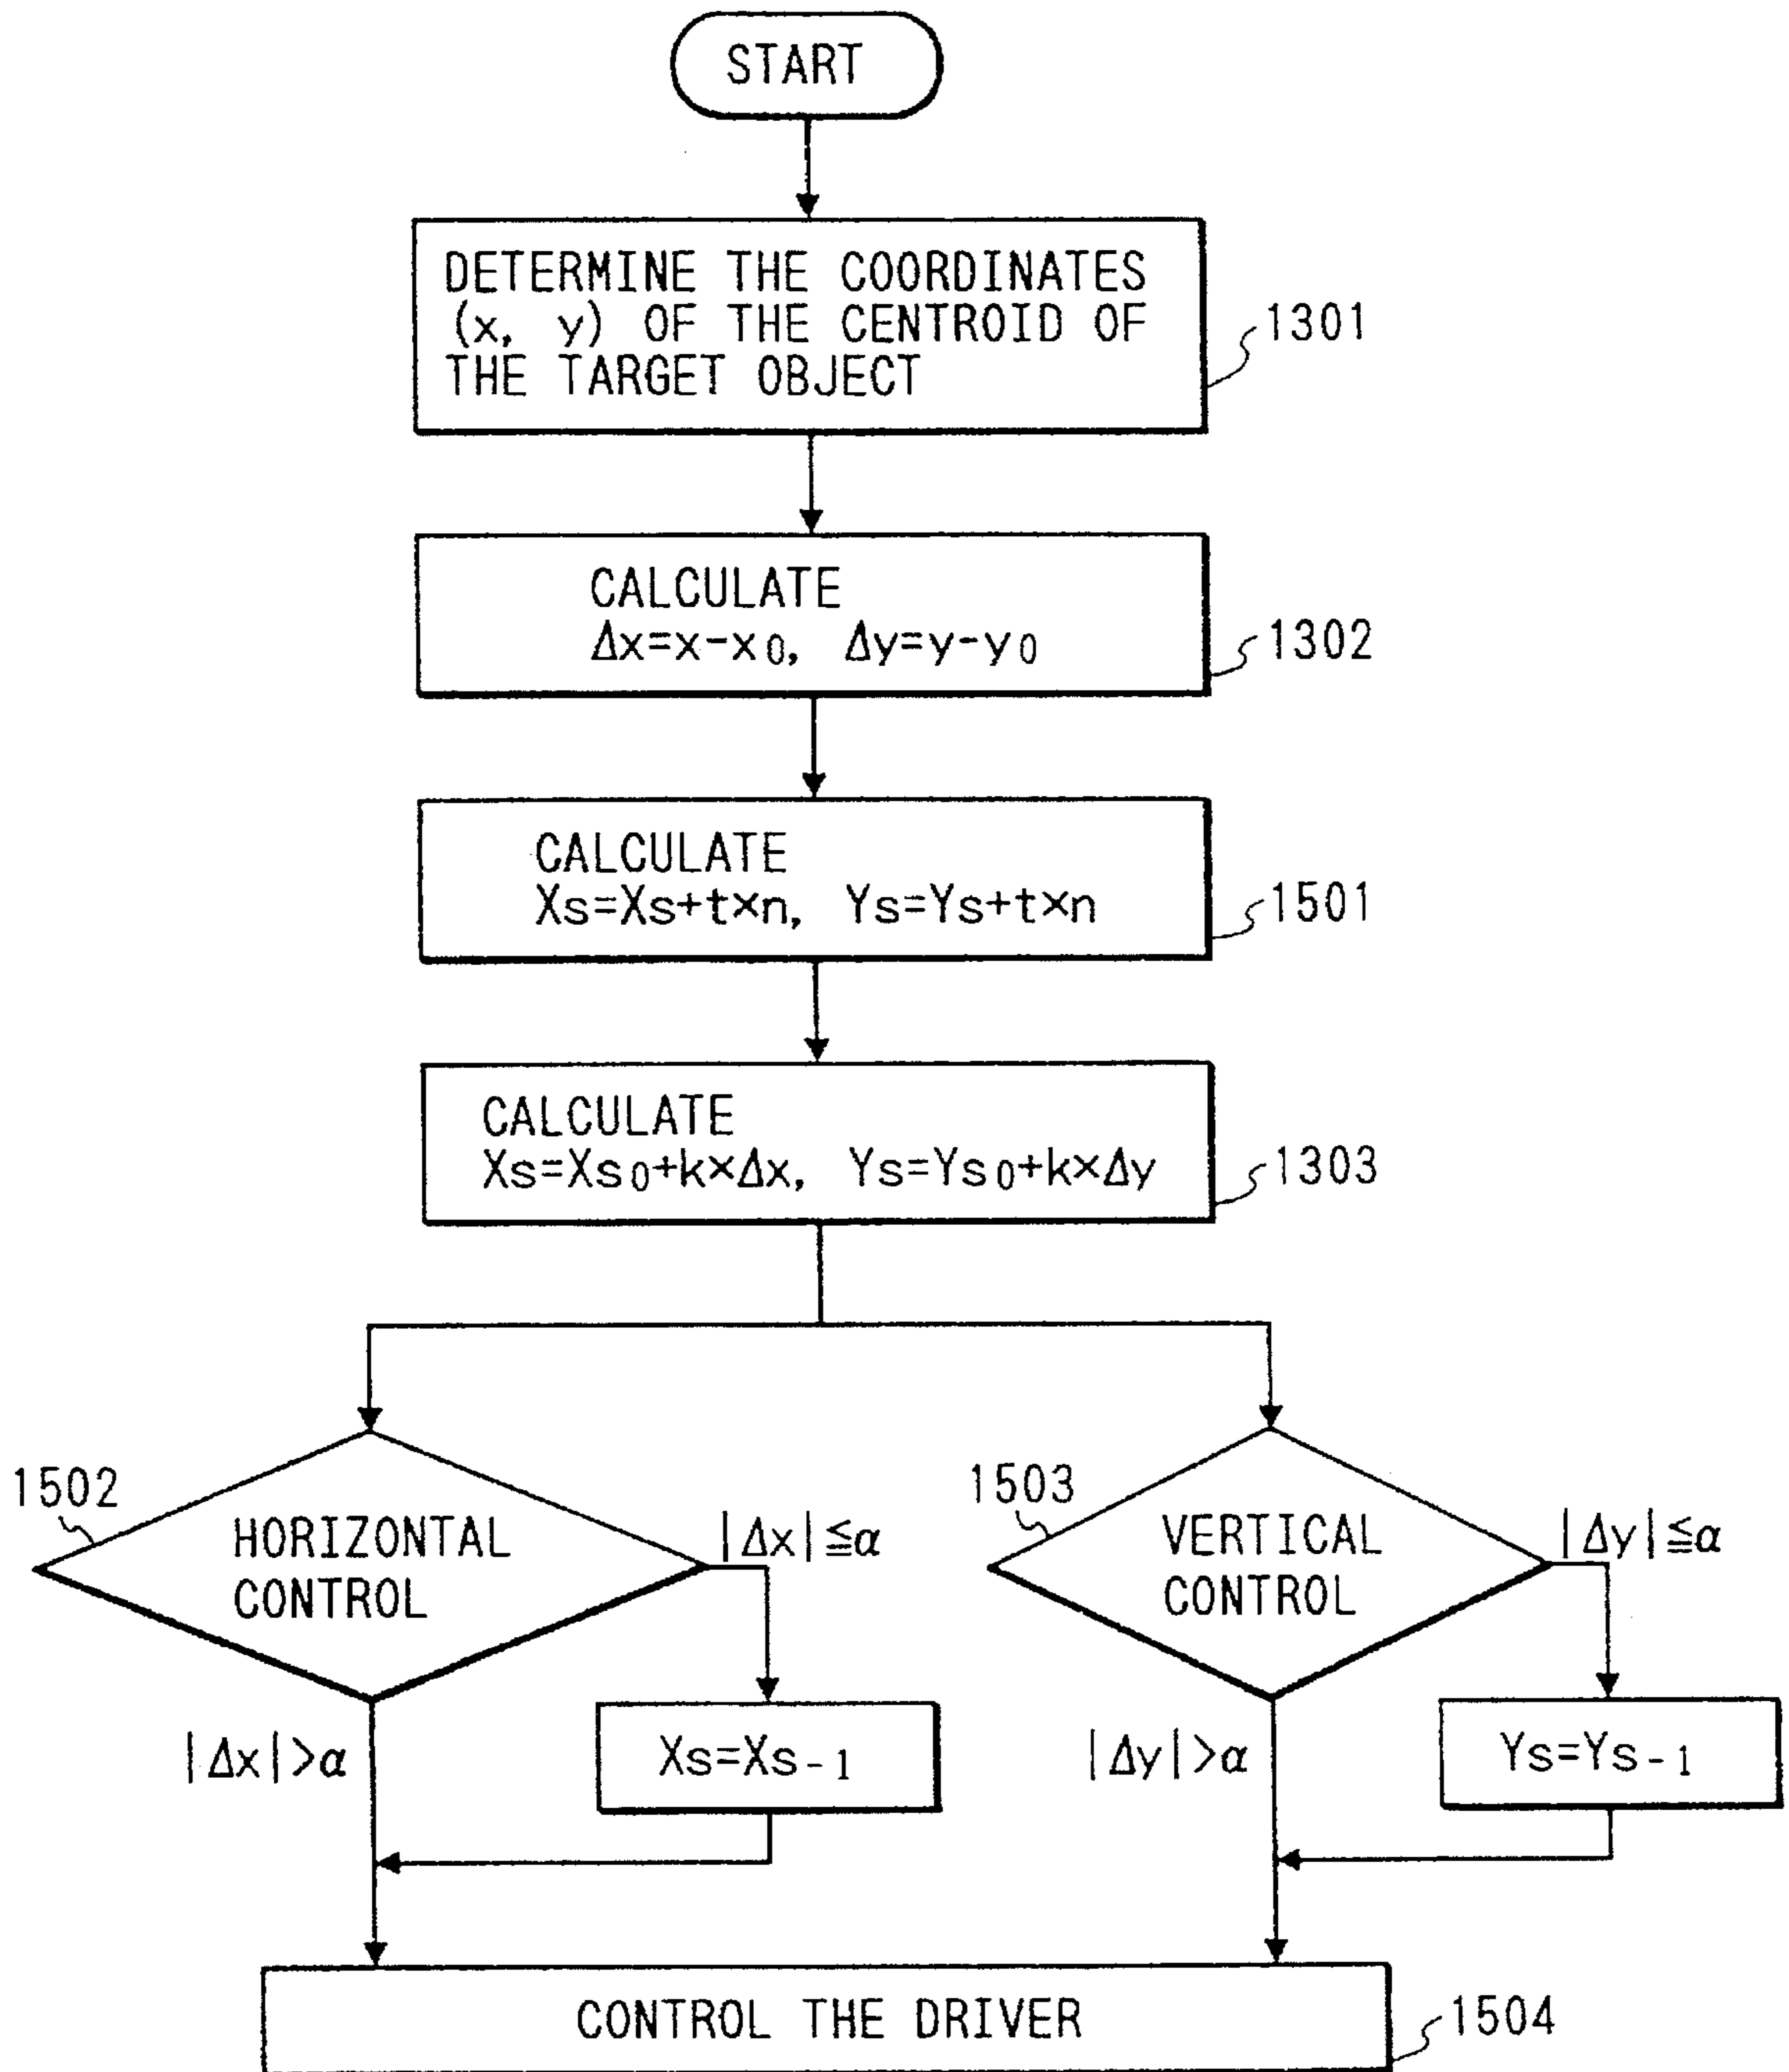 START
DETERMINE THE COORDINATES
(x, y) OF THE CENTROID OF
THE TARGET OBJECT
1301
CALCULATE
Δx=x-x₀, Δy=y-y₀
1302
CALCULATE
Xs=Xs+t×n, Ys=Ys+t×n
1501
CALCULATE
Xs=Xs₀+k×Δx, Ys=Ys₀+k×Δy
1303
1502
HORIZONTAL
CONTROL
|Δx|≦α
|Δx|>α
Xs=Xs₋₁
1503
VERTICAL
CONTROL
|Δy|≦α
|Δy|>α
Ys=Ys₋₁
CONTROL THE DRIVER
1504